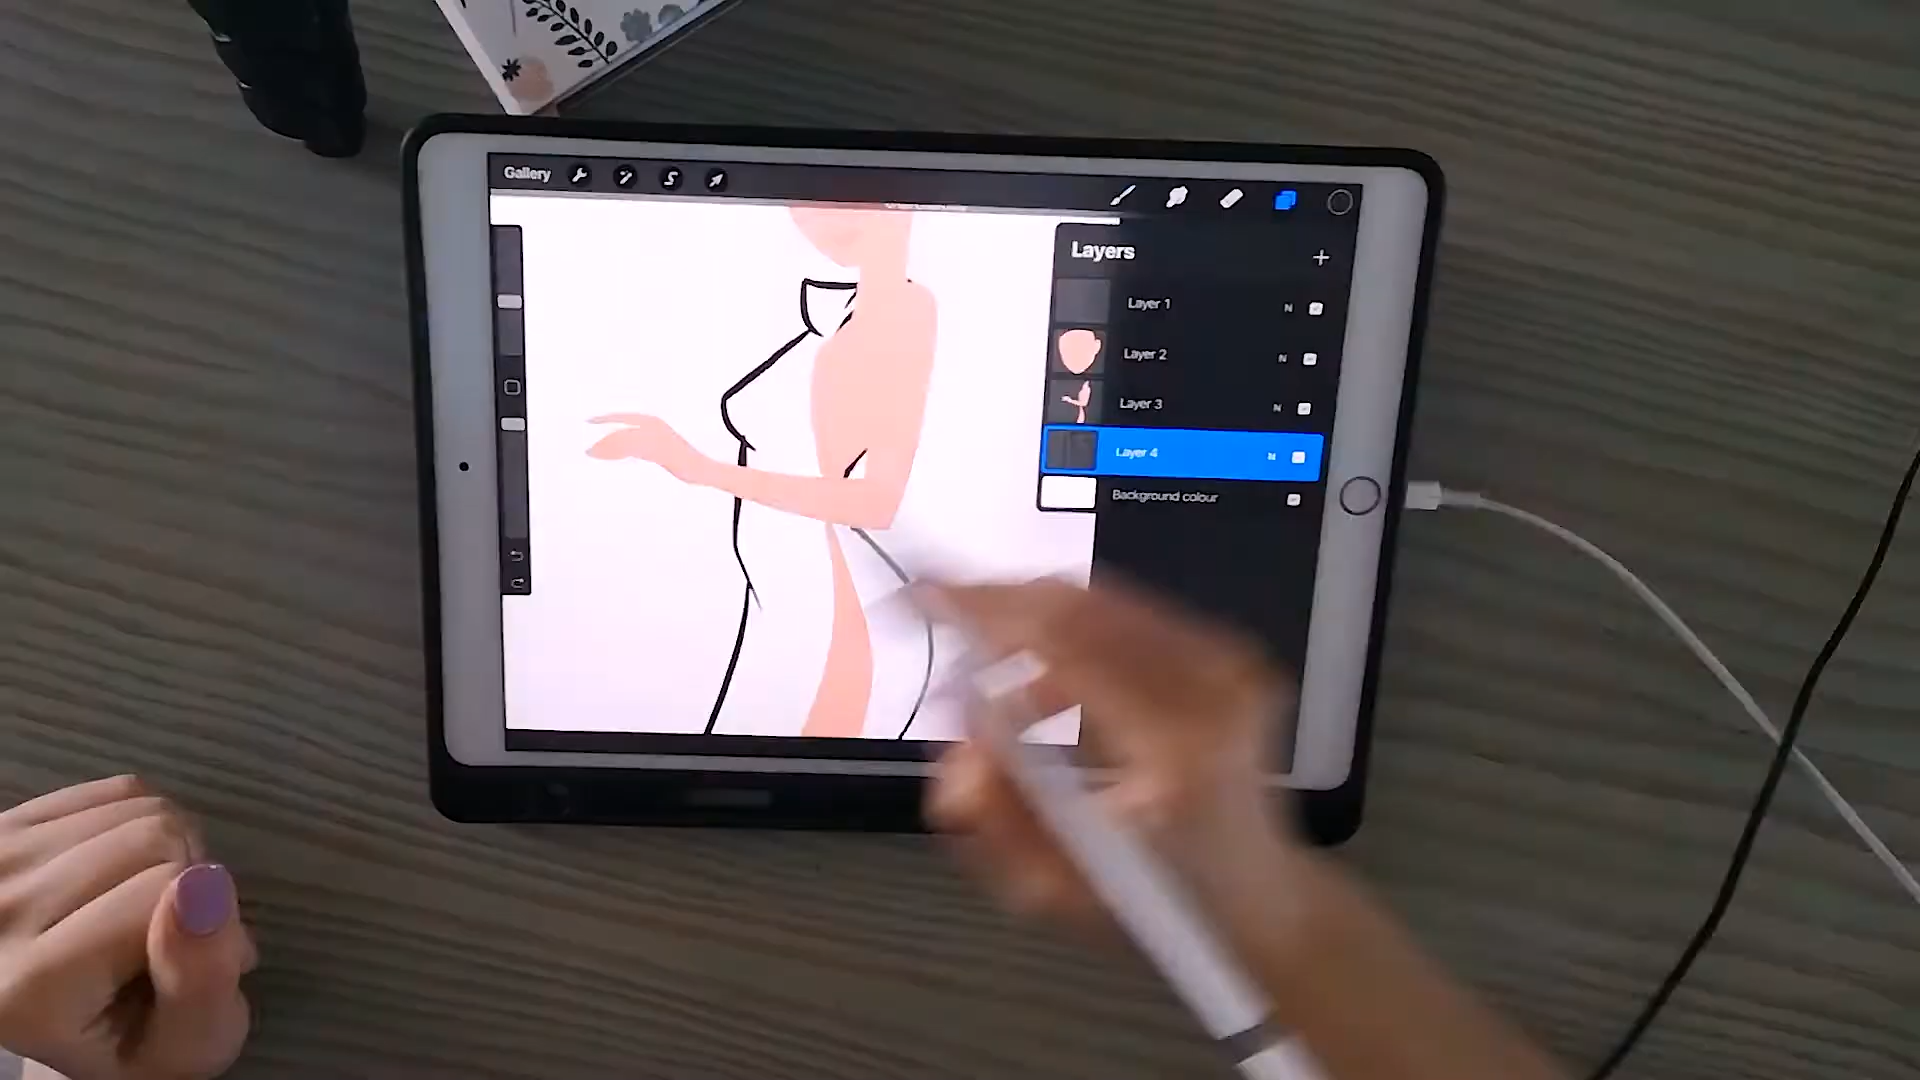 Gallery
Layers
Layer 1
N
Layer 2
N
Layer 3
N
Layer 4
N
Background colour